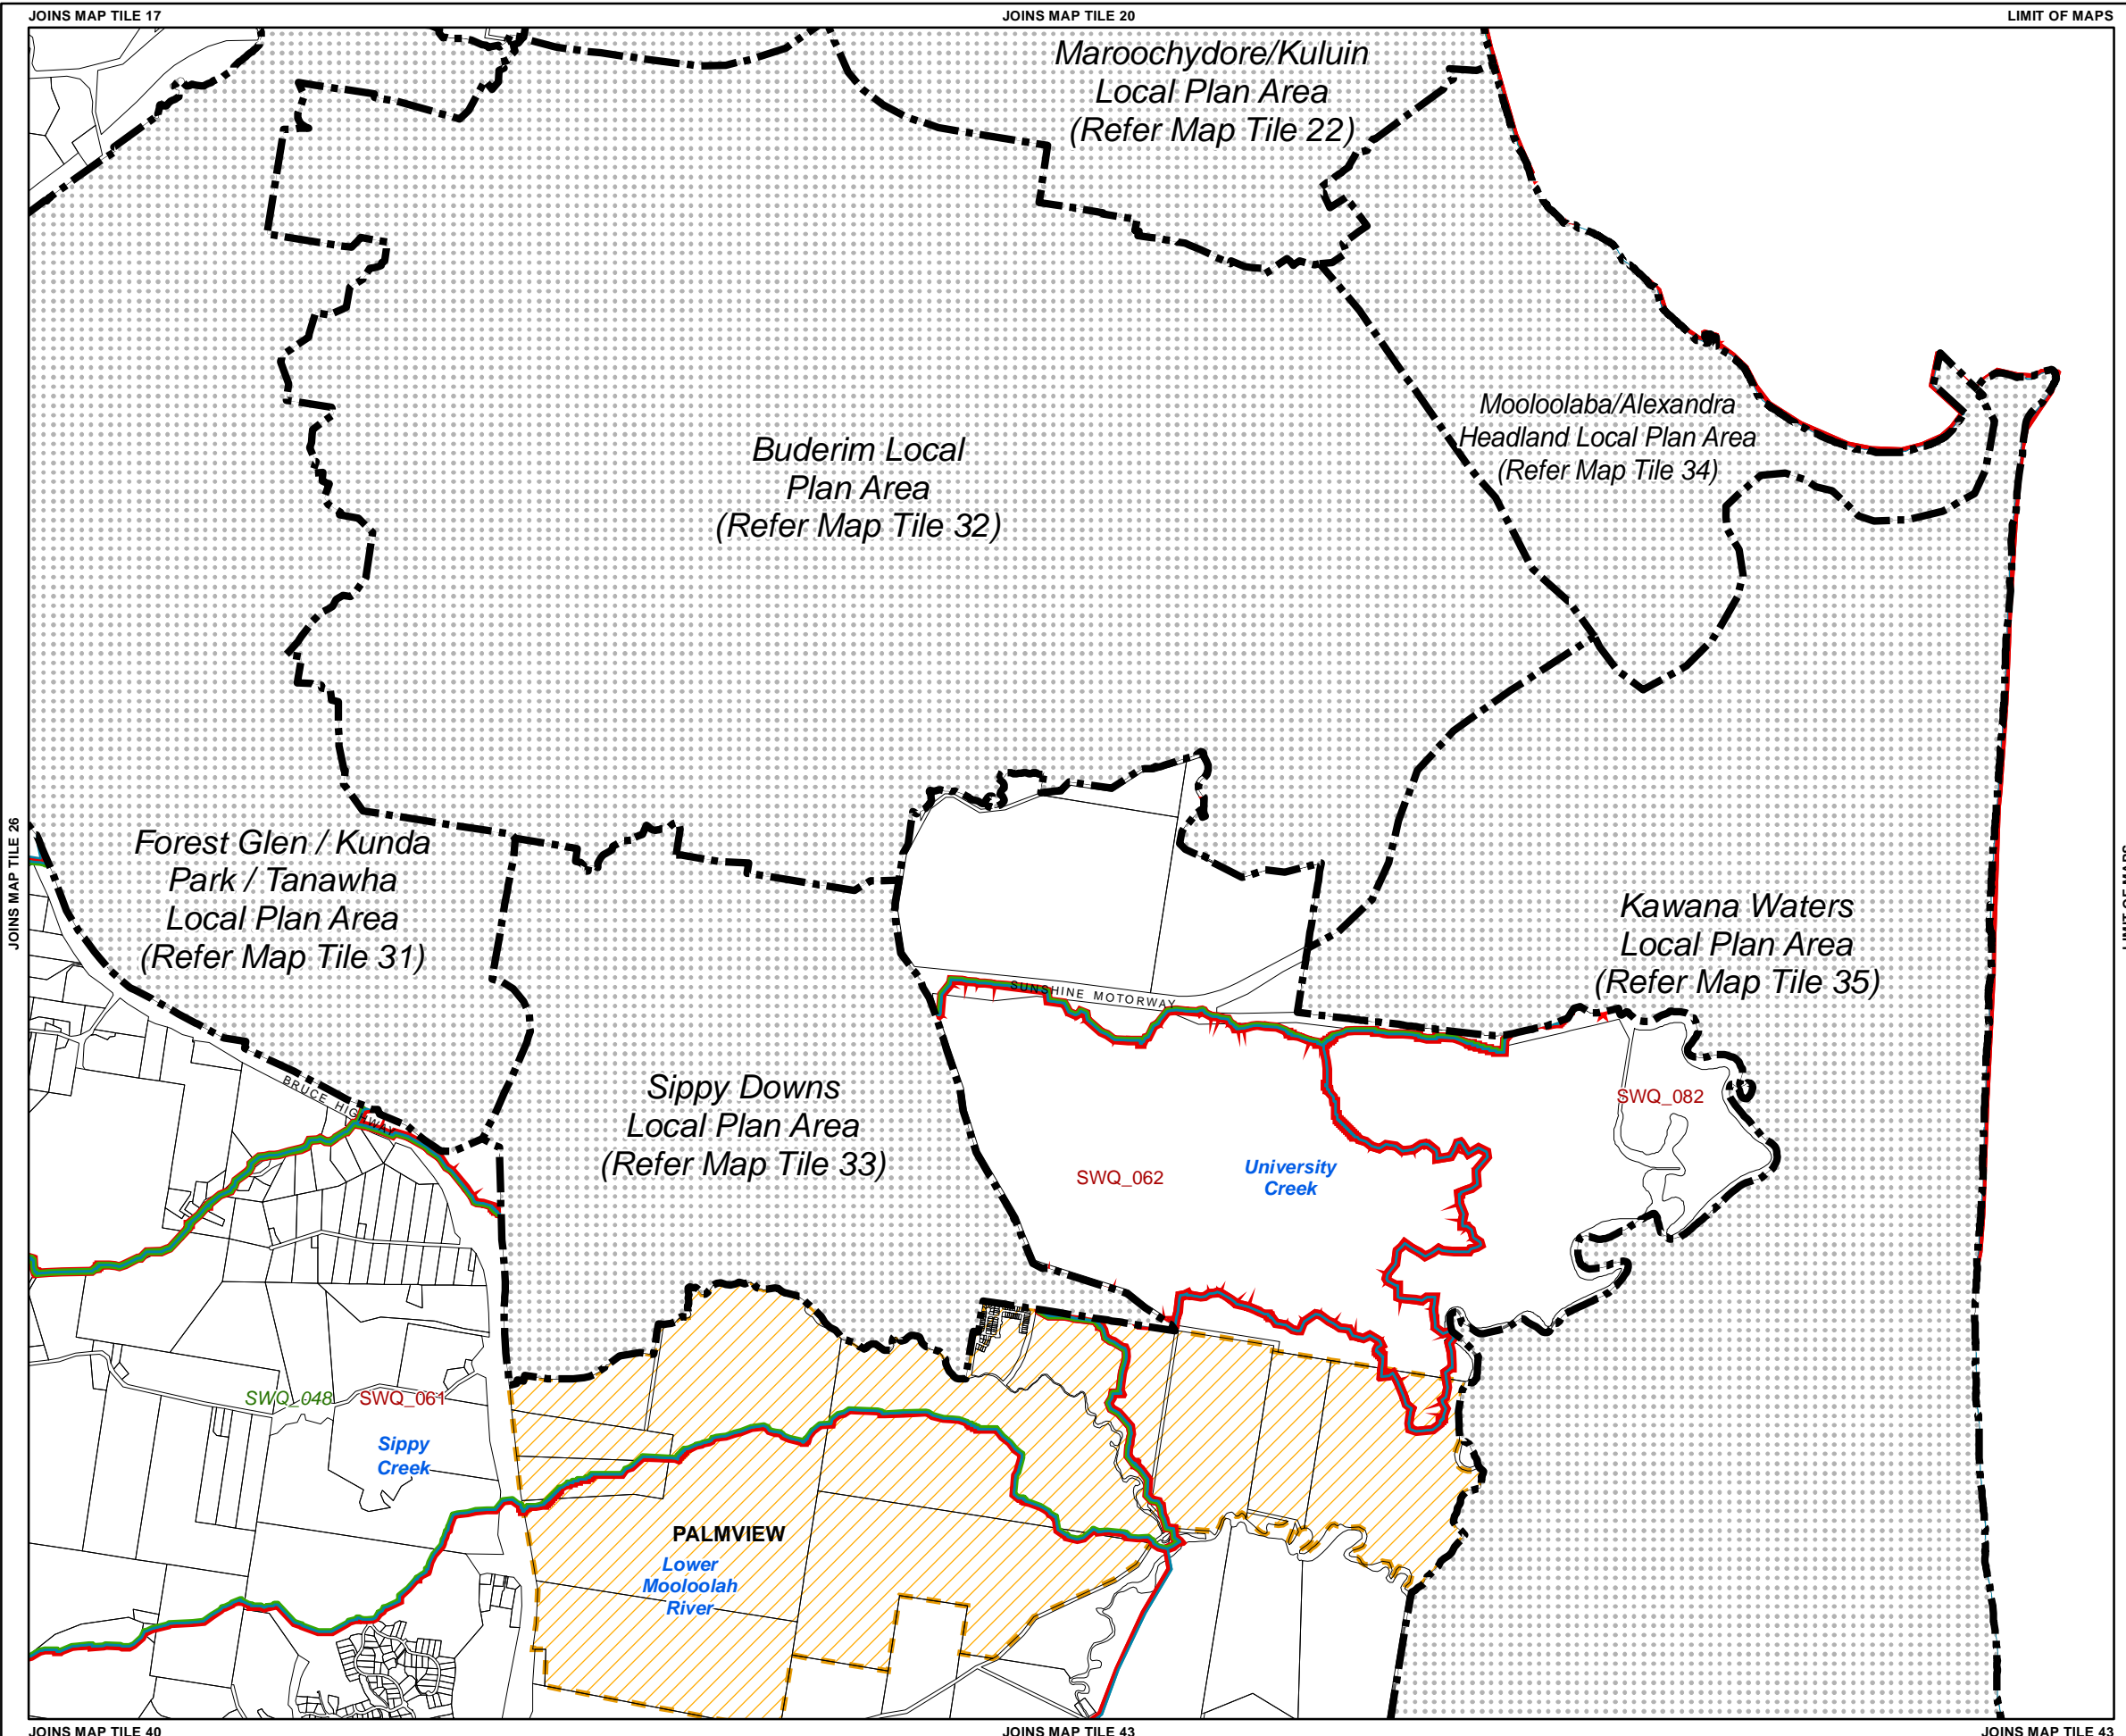 JOINS MAP TILE 17
JOINS MAP TILE 20
LIMIT OF MAPS
Maroochydore/Kuluin
Local Plan Area
(Refer Map Tile 22)
Mooloolaba/Alexandra
Headland Local Plan Area
(Refer Map Tile 34)
Buderim Local
Plan Area
(Refer Map Tile 32)
JOINS MAP TILE 26
Forest Glen / Kunda
Park / Tanawha
Local Plan Area
(Refer Map Tile 31)
LIMIT OF MAPS
Kawana Waters
Local Plan Area
(Refer Map Tile 35)
SUNSHINE MOTORWAY
BRUCE HIGHWAY
Sippy Downs
Local Plan Area
(Refer Map Tile 33)
SWQ_082
SWQ_062
University
Creek
SWQ_048
SWQ_061
Sippy
Creek
PALMVIEW
Lower
Mooloolah
River
JOINS MAP TILE 40
JOINS MAP TILE 43
JOINS MAP TILE 43